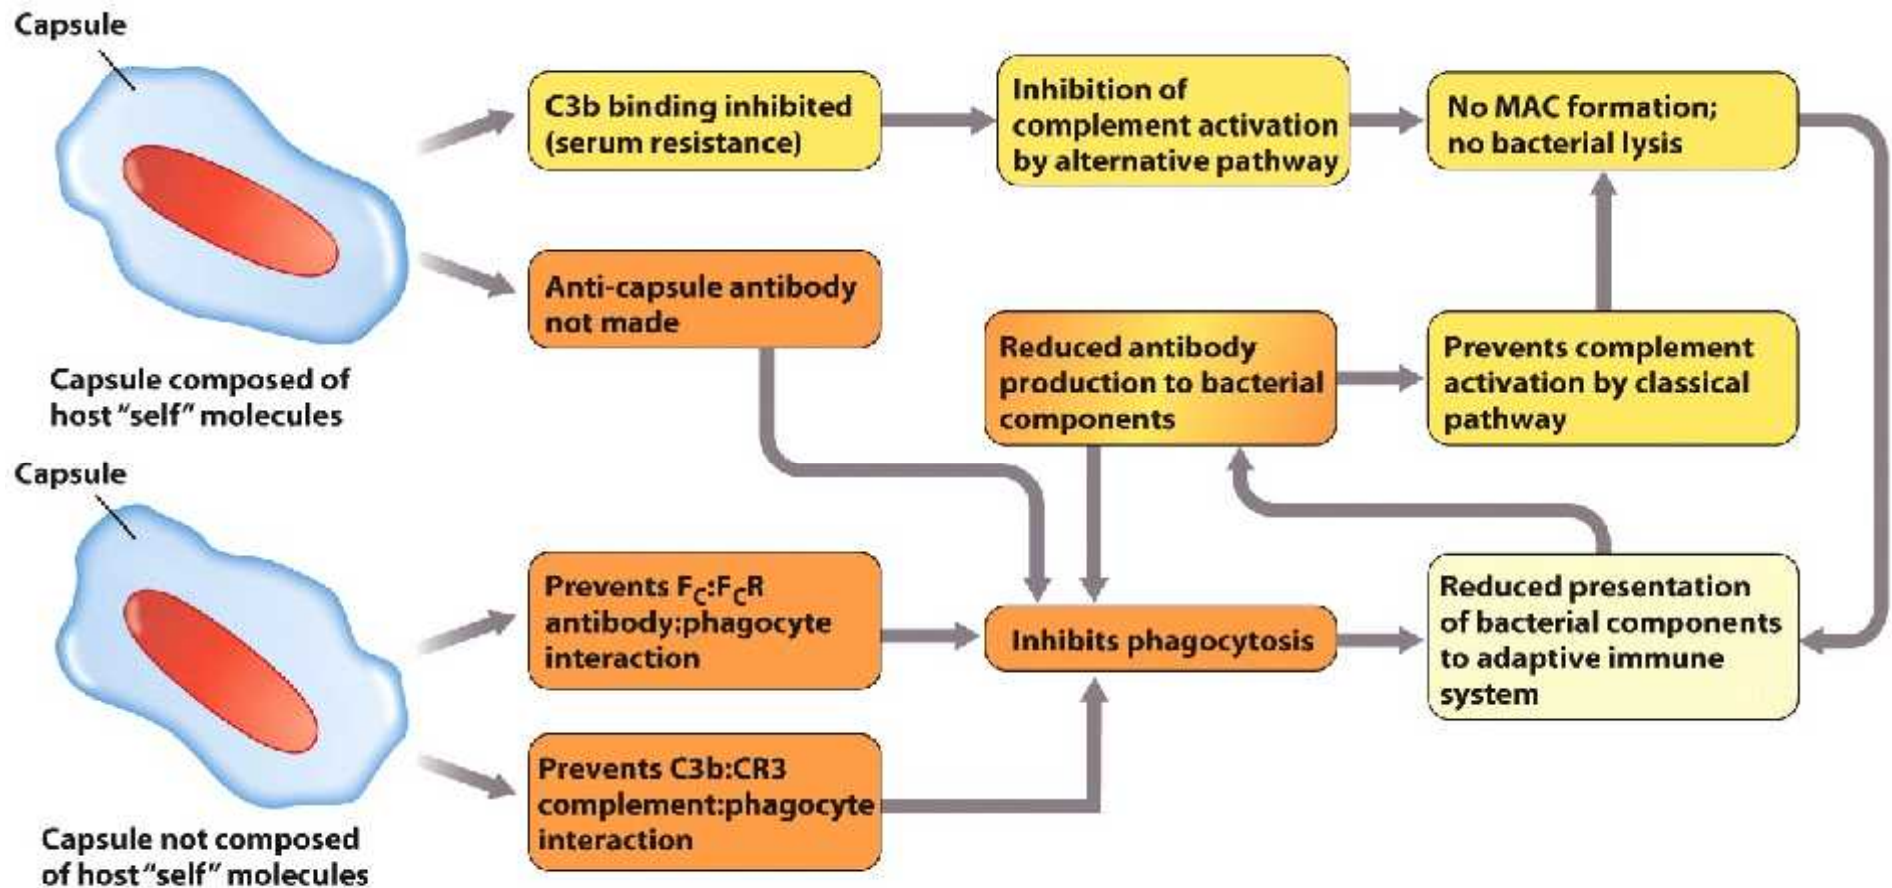 Capsule
Capsule composed of
host "self" molecules
C3b binding inhibited
(serum resistance)
Inhibition of
complement activation
by alternative pathway
No MAC formation;
no bacterial lysis
Anti-capsule antibody
not made
Reduced antibody
production to bacterial
components
Prevents complement
activation by classical
pathway
Capsule
Capsule not composed
of host "self" molecules
Prevents FC:FCR
antibody:phagocyte
interaction
Inhibits phagocytosis
Reduced presentation
of bacterial components
to adaptive immune
system
Prevents C3b:CR3
complement:phagocyte
interaction